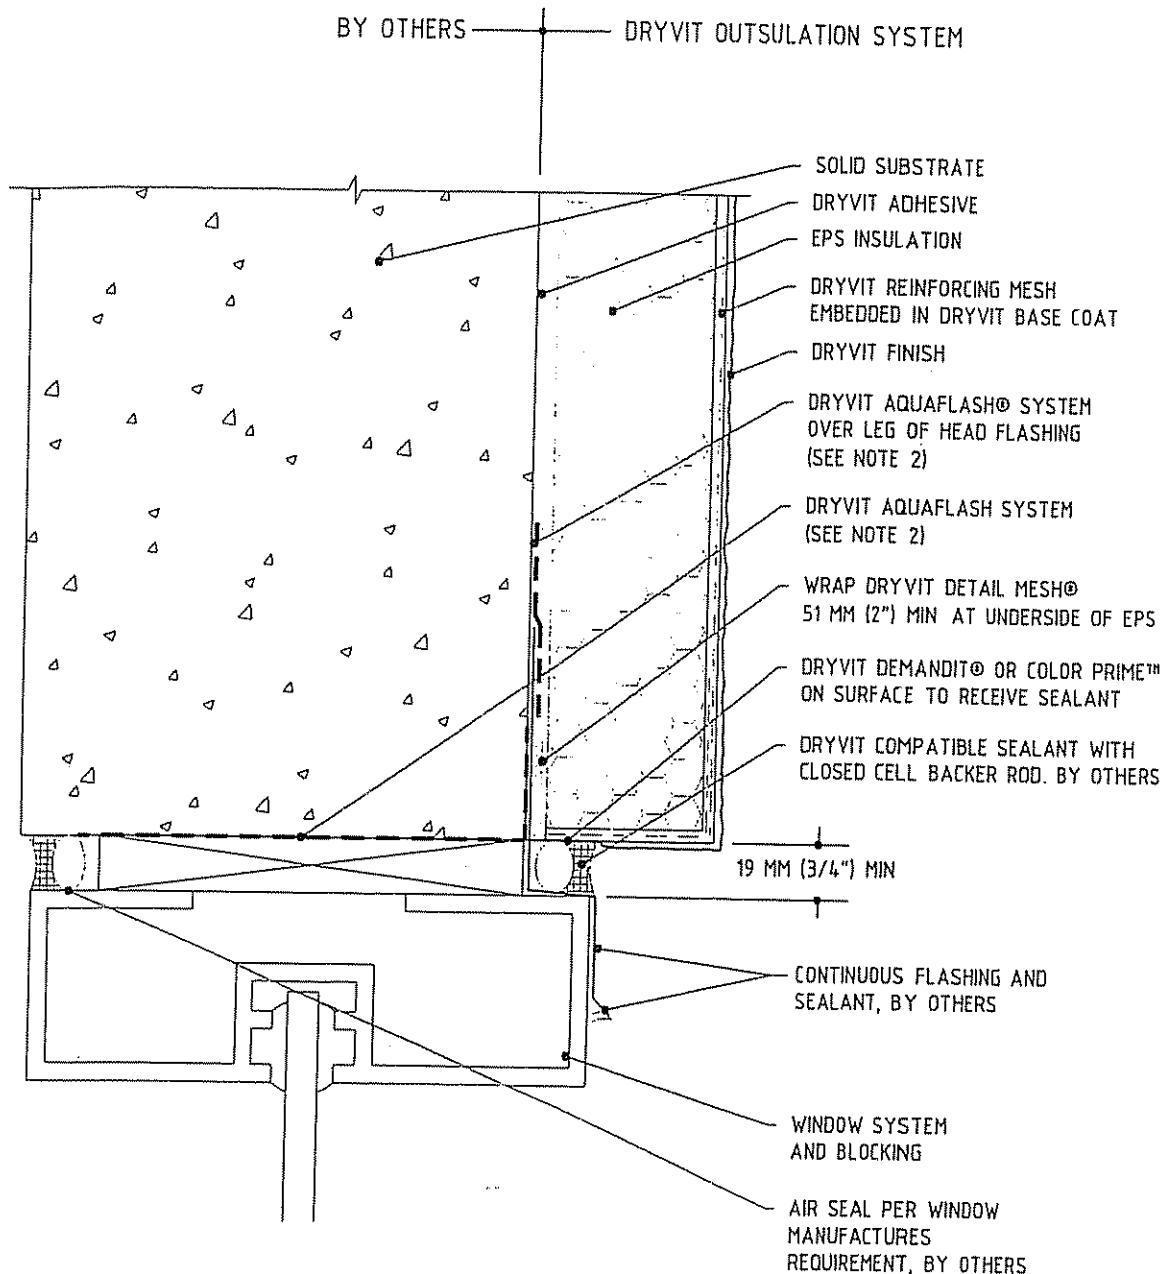 BY OTHERS
DRYVIT OUTSULATION SYSTEM
SOLID SUBSTRATE
DRYVIT ADHESIVE
EPS INSULATION
DRYVIT REINFORCING MESH
EMBEDDED IN DRYVIT BASE COAT
DRYVIT FINISH
DRYVIT AQUAFLASH® SYSTEM
OVER LEG OF HEAD FLASHING
(SEE NOTE 2)
DRYVIT AQUAFLASH SYSTEM
(SEE NOTE 2)
WRAP DRYVIT DETAIL MESH®
51 MM (2") MIN AT UNDERSIDE OF EPS
DRYVIT DEMANDIT® OR COLOR PRIME™
ON SURFACE TO RECEIVE SEALANT
DRYVIT COMPATIBLE SEALANT WITH
CLOSED CELL BACKER ROD. BY OTHERS
19 MM (3/4") MIN
CONTINUOUS FLASHING AND
SEALANT, BY OTHERS
WINDOW SYSTEM
AND BLOCKING
AIR SEAL PER WINDOW
MANUFACTURES
REQUIREMENT, BY OTHERS